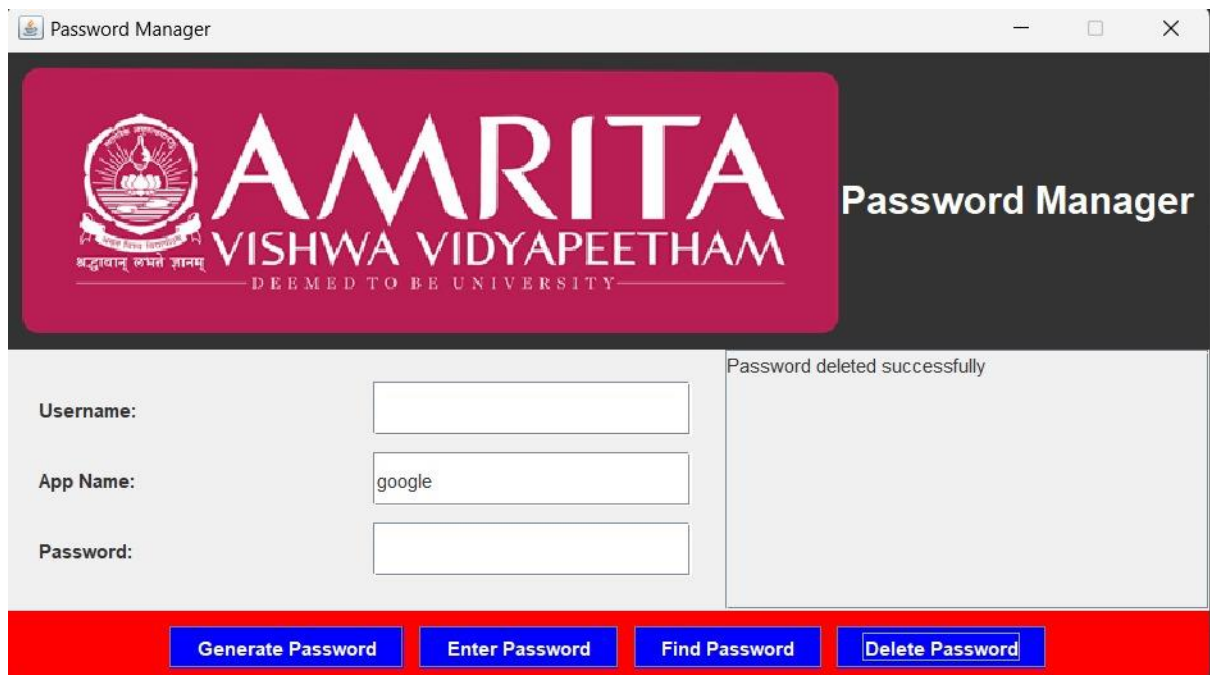 Password Manager
AMRITA
VISHWA VIDYAPEETHAM
श्रद्धावान् लभते ज्ञानम्
DEEMED TO BE UNIVERSITY
Password Manager
Username:
App Name:
google
Password:
Password deleted successfully
Generate Password
Enter Password
Find Password
Delete Password